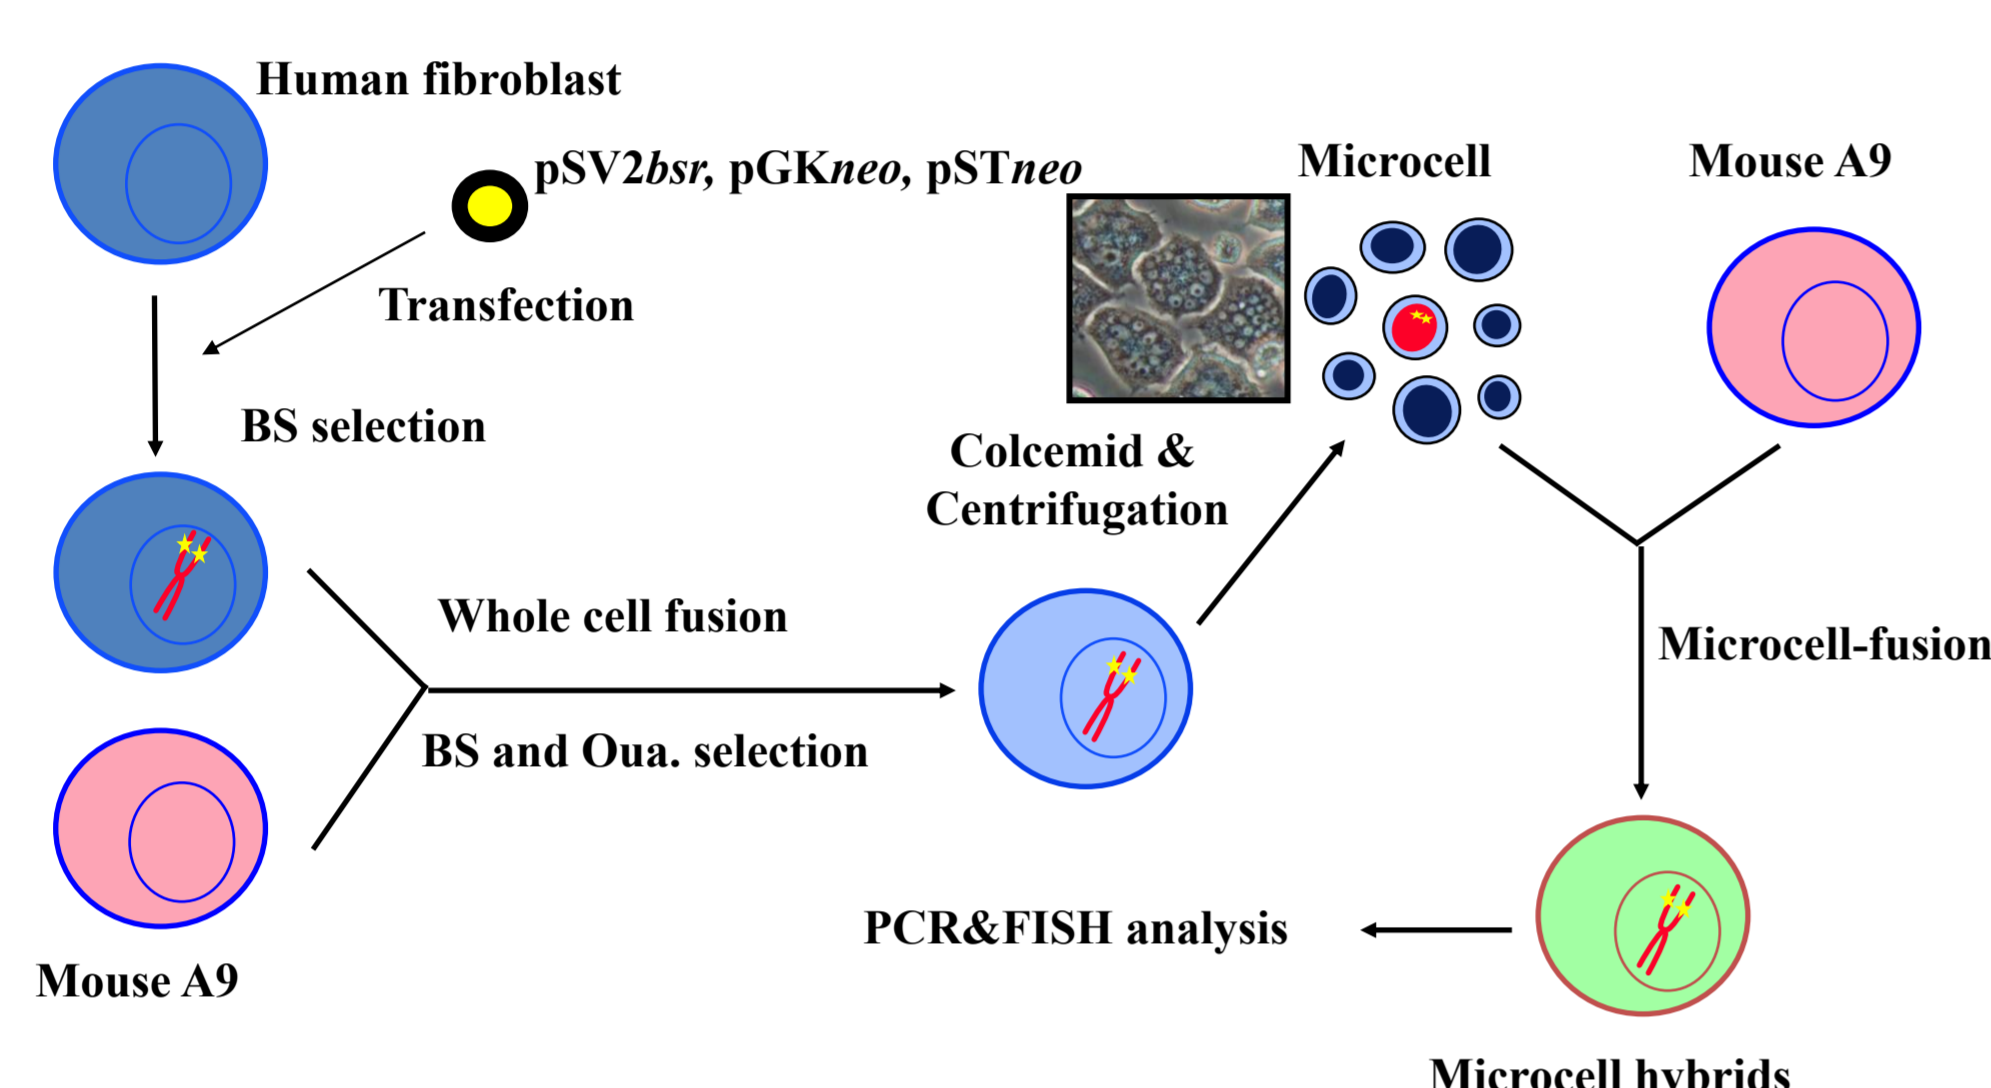 Human fibroblast
pSV2bsr, pGKneo, pSTneo
Transfection
BS selection
Mouse A9
Whole cell fusion
BS and Oua. selection
Colcemid &
Centrifugation
Microcell
Mouse A9
Microcell-fusion
Microcell hybrids
PCR&FISH analysis